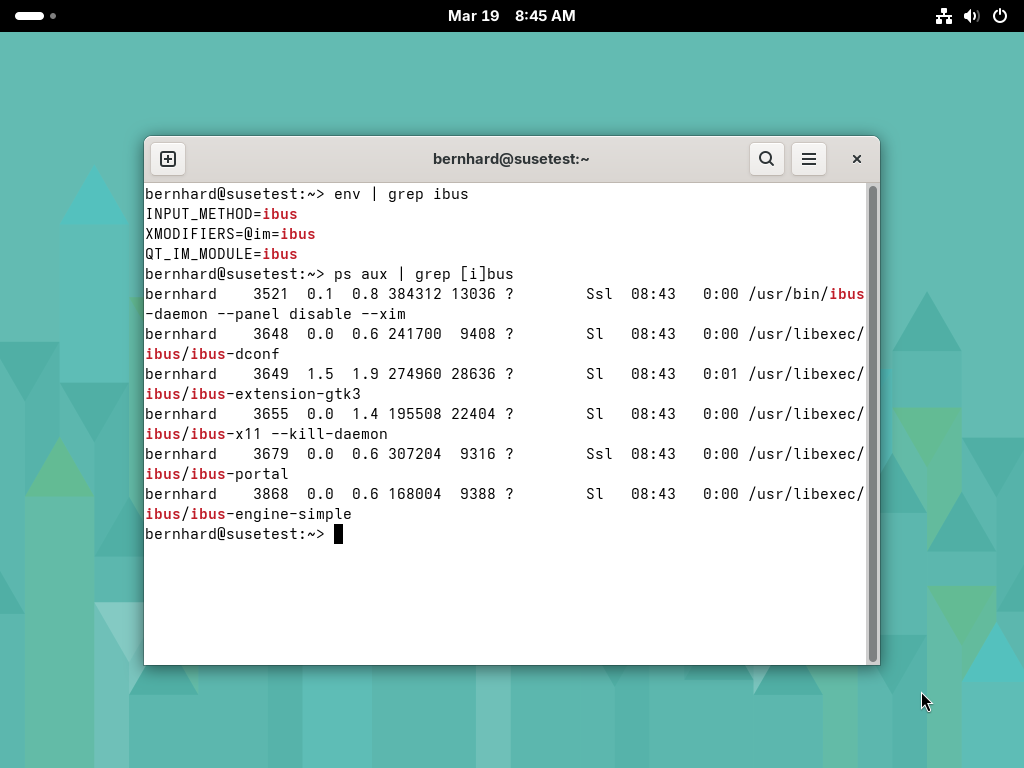 Mar 19 8:45 AM
bernhard@susetest:~
bernhard@susetest:~> env | grep ibus
INPUT_METHOD=ibus
XMODIFIERS=@im=ibus
QT_IM_MODULE=ibus
bernhard@susetest:~> ps aux | grep [i]bus
bernhard    3521  0.1  0.8 384312 13036 ?        Ssl  08:43   0:00 /usr/bin/ibus
-daemon --panel disable --xim
bernhard    3648  0.0  0.6 241700  9408 ?        Sl   08:43   0:00 /usr/libexec/
ibus/ibus-dconf
bernhard    3649  1.5  1.9 274960 28636 ?        Sl   08:43   0:01 /usr/libexec/
ibus/ibus-extension-gtk3
bernhard    3655  0.0  1.4 195508 22404 ?        Sl   08:43   0:00 /usr/libexec/
ibus/ibus-x11 --kill-daemon
bernhard    3679  0.0  0.6 307204  9316 ?        Ssl  08:43   0:00 /usr/libexec/
ibus/ibus-portal
bernhard    3868  0.0  0.6 168004  9388 ?        Sl   08:43   0:00 /usr/libexec/
ibus/ibus-engine-simple
bernhard@susetest:~>